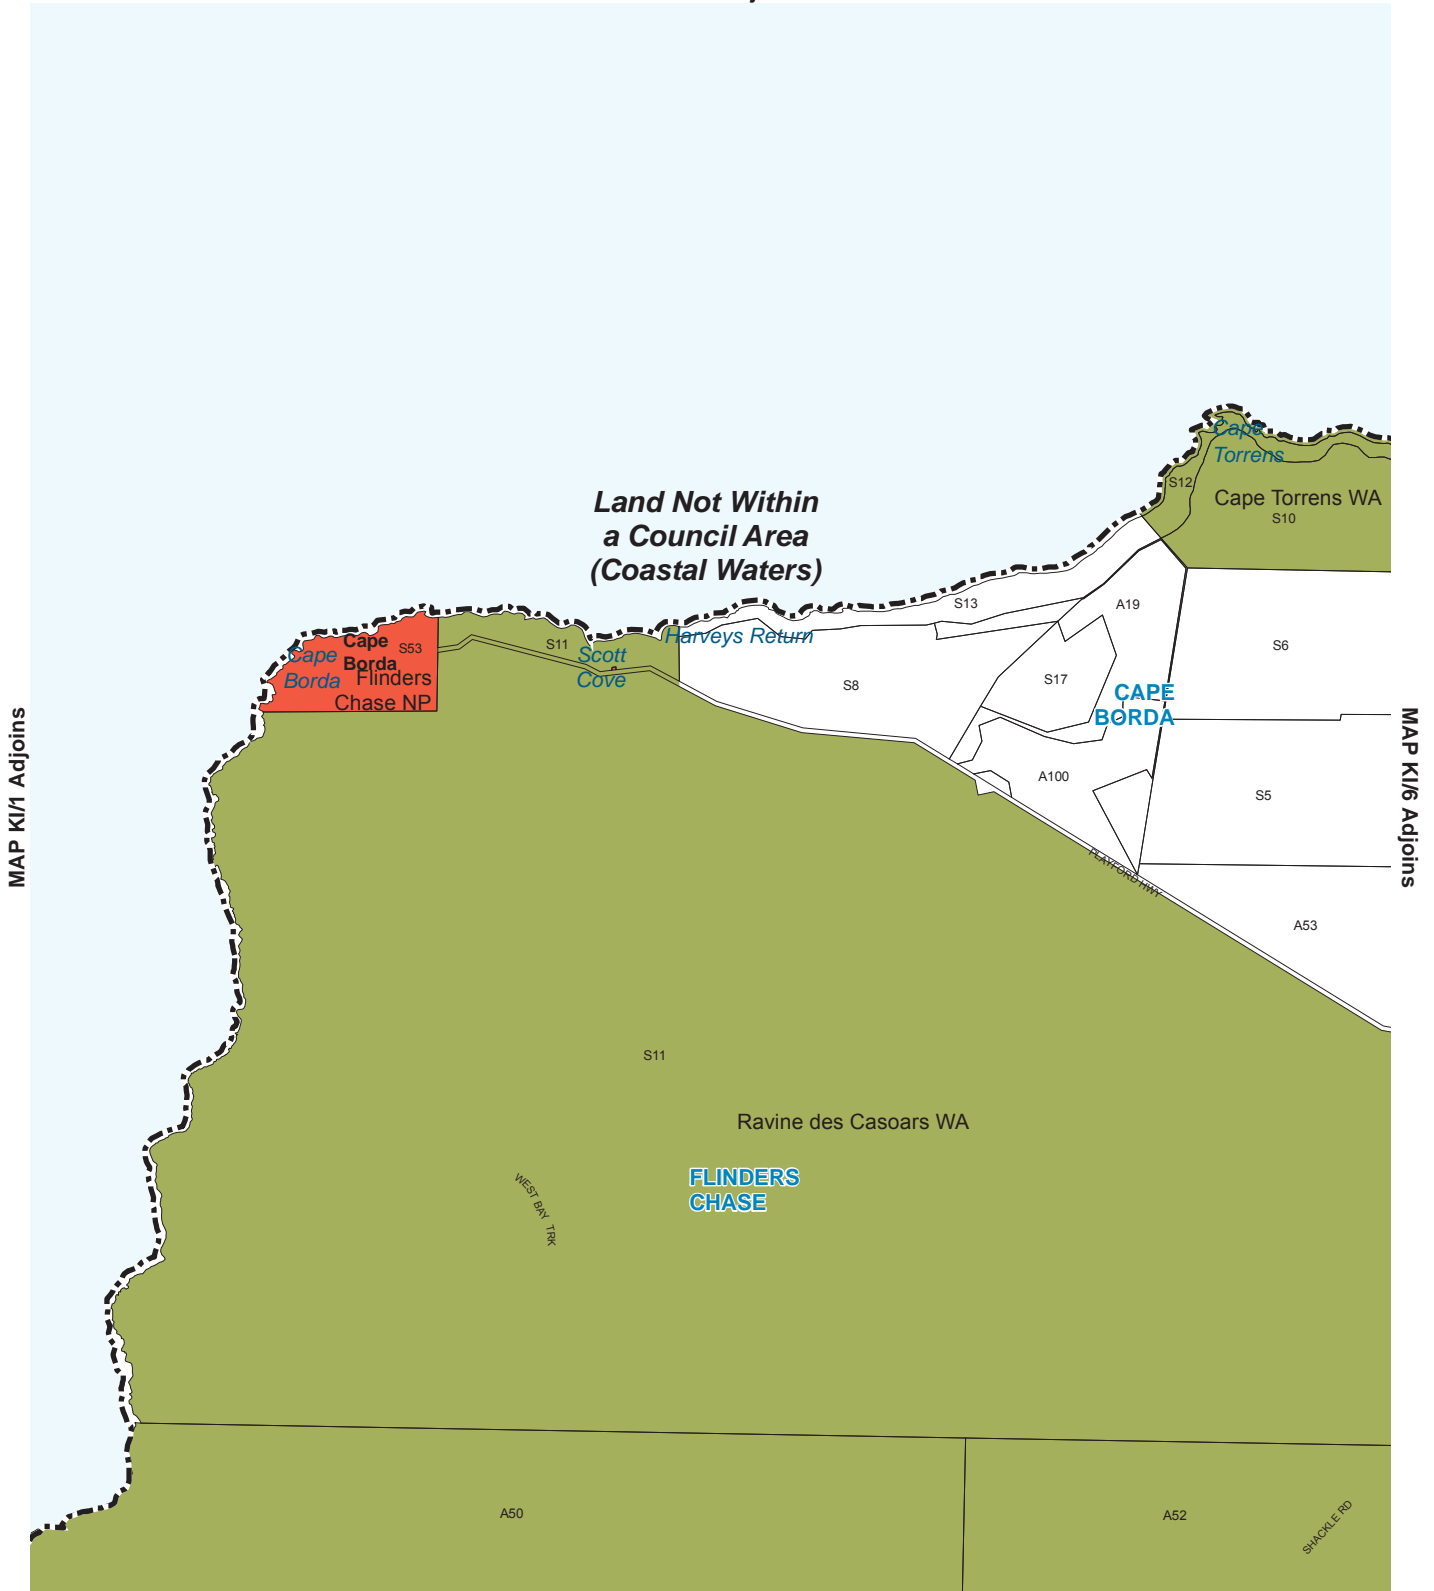 Cape
Torrens
S12
Cape Torrens WA
S10
Land Not Within
a Council Area
(Coastal Waters)
S13
A19
Harveys Return
S6
Cape
Borda
S53
Cape
Borda
Flinders
Chase NP
S11
Scott
Cove
S8
S17
CAPE
BORDA
MAP KI/1 Adjoins
MAP KI/6 Adjoins
A100
S5
PLAYFORD HWY
A53
S11
Ravine des Casoars WA
FLINDERS
CHASE
WEST BAY TRK
A50
A52
SHACKLE RD